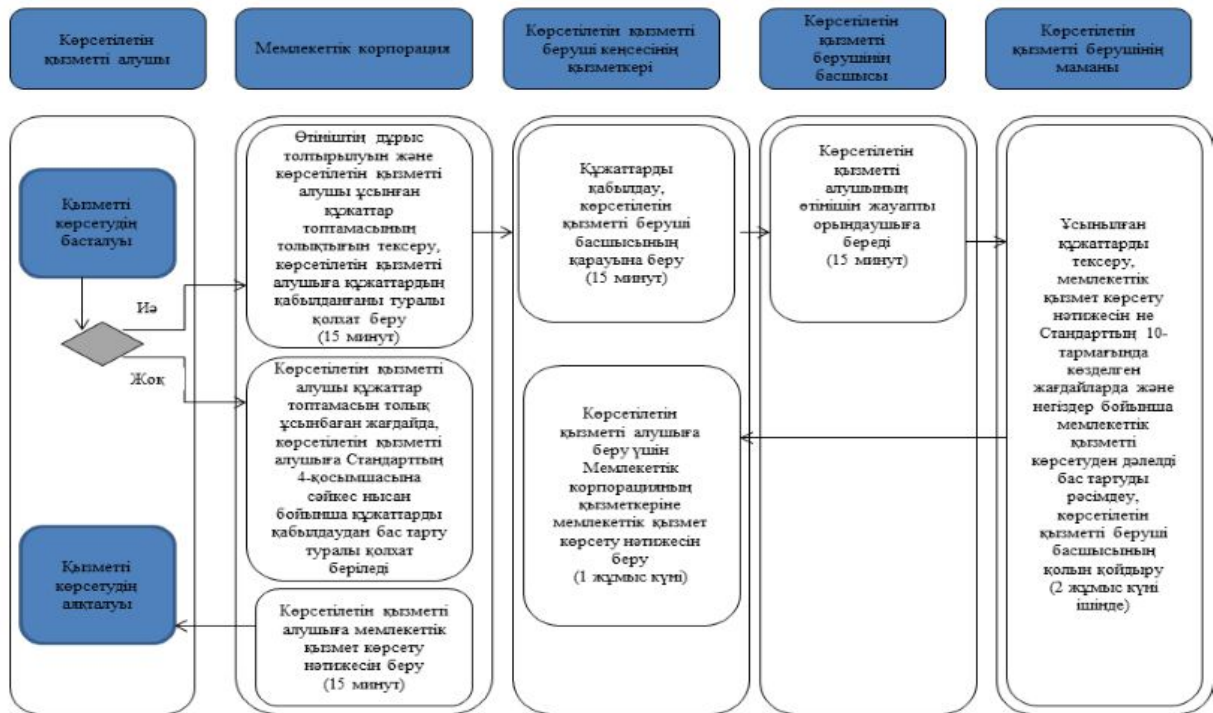 Көрсетілетін
қызметті алушы
Мемлекеттік корпорация
Көрсетілетін қызметті
беруші кеңсесінің
қызметкері
Көрсетілетін
қызметті
берушінің
басшысы
Көрсетілетін
қызметті берушінің
маманы
Қызметті
көрсетудің
басталуы
Иә
Жоқ
Қызметті
көрсетудің
аяқталуы
Өтініштің дұрыс
толтырылуын және
көрсетілетін қызметті
алушы ұсынған
құжаттар
топтамасының
толықтығын тексеру,
көрсетілетін қызметті
алушыға құжаттардың
қабылданғаны туралы
қолхат беру
(15 минут)
Көрсетілетін қызметті
алушы құжаттар
топтамасын толық
ұсынбаған жағдайда,
көрсетілетін қызметті
алушыға Стандарттың
4-қосымшасына
сәйкес нысан
бойынша құжаттарды
қабылдаудан бас тарту
туралы қолхат
беріледі
Көрсетілетін қызметті
алушыға мемлекеттік
қызмет көрсету
нәтижесін беру
(15 минут)
Құжаттарды
қабылдау,
көрсетілетін
қызметті беруші
басшысының
қарауына беру
(15 минут)
Көрсетілетін
қызметті алушыға
беру үшін
Мемлекеттік
корпорацияның
қызметкеріне
мемлекеттік қызмет
көрсету нәтижесін
беру
(1 жұмыс күні)
Көрсетілетін
қызметті
алушының
өтінішін жауапты
орындаушыға
береді
(15 минут)
Ұсынылған
құжаттарды
тексеру,
мемлекеттік
қызмет көрсету
нәтижесін не
Стандарттың 10-
тармағында
көзделген
жағдайларда және
негіздер бойынша
мемлекеттік
қызметті
көрсетуден дәлелді
бас тартуды
рәсімдеу,
көрсетілетін
қызметті беруші
басшысының
қолын қойдыру
(2 жұмыс күні
ішінде)